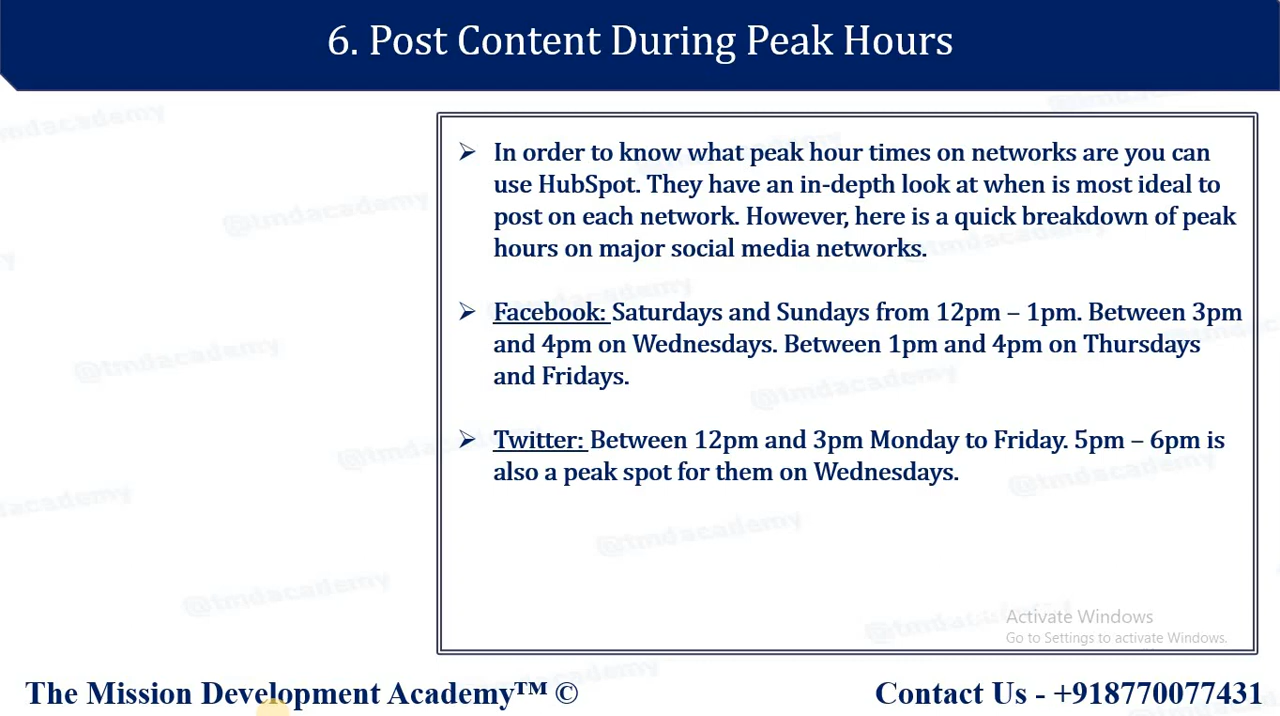 6. Post Content During Peak Hours
➢ In order to know what peak hour times on networks are you can
use HubSpot. They have an in-depth look at when is most ideal to
post on each network. However, here is a quick breakdown of peak
hours on major social media networks.
➢ Facebook: Saturdays and Sundays from 12pm – 1pm. Between 3pm
and 4pm on Wednesdays. Between 1pm and 4pm on Thursdays
and Fridays.
➢ Twitter: Between 12pm and 3pm Monday to Friday. 5pm – 6pm is
also a peak spot for them on Wednesdays.
@tmdacademy
@tmdacademy
@tmdacademy
@tmdacademy
@tmdacademy
Activate Windows
Go to Settings to activate Windows.
The Mission Development Academy™ ©
Contact Us - +918770077431